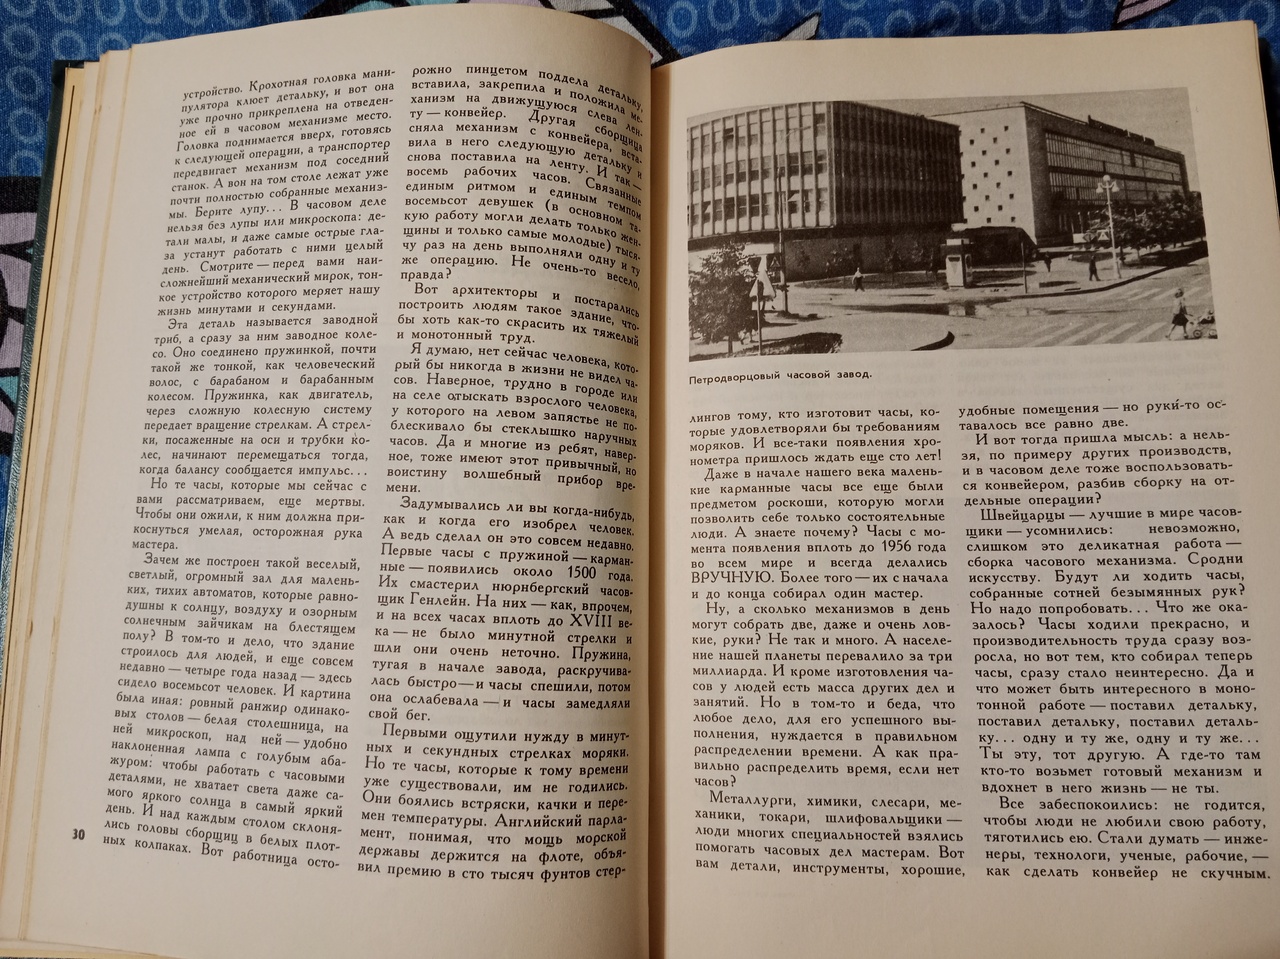 устройство. Крохотная головка мани-
пулятора клюет детальку, и вот она
уже прочно прикреплена на отведен-
ное ей в часовом механизме место.
Головка поднимается вверх, готовясь
к следующей операции, а транспортер
передвигает механизм под соседний
станок. А вон на том столе лежат уже
почти полностью собранные механиз-
мы. Берите лупу... В часовом деле
нельзя без лупы или микроскопа: де-
тали малы, и даже самые острые гла-
за устанут работать с ними целый
день. Смотрите — перед вами наи-
сложнейший механический мирок, тон-
кое устройство которого меряет нашу
жизнь минутами и секундами.
Эта деталь называется заводной
триб, а сразу за ним заводное коле-
со. Оно соединено пружинкой, почти
такой же тонкой, как человеческий
волос, с барабаном и барабанным
колесом. Пружинка, как двигатель,
через сложную колесную систему
передает вращение стрелкам. А стрел-
ки, посаженные на оси и трубки ко-
лес, начинают перемещаться тогда,
когда балансу сообщается импульс...
Но те часы, которые мы сейчас с
вами рассматриваем, еще мертвы.
Чтобы они ожили, к ним должна при-
коснуться умелая, осторожная рука
мастера.
Зачем же построен такой веселый,
светлый, огромный зал для малень-
ких, тихих автоматов, которые равно-
душны к солнцу, воздуху и озорным
солнечным зайчикам на блестящем
полу? В том-то и дело, что здание
строилось для людей, и еще совсем
недавно — четыре года назад — здесь
сидело восемьсот человек. И картина
была иная: ровный ранжир одинако-
вых столов — белая столешница, на
ней микроскоп, над ней — удобно
наклоненная лампа с голубым аба-
журом: чтобы работать с часовыми
деталями, не хватает света даже са-
мого яркого солнца в самый яркий
день. И над каждым столом склоня-
лись головы сборщиц в белых плот-
ных колпаках. Вот работница осто-
30
рожно пинцетом поддела детальку,
вставила, закрепила и положила ме-
ханизм на движущуюся слева лен-
ту — конвейер. Другая сборщица
сняла механизм с конвейера, вста-
вила в него следующую детальку и
снова поставила на ленту. И так —
восемь рабочих часов. Связанные
единым ритмом и единым темпом
восемьсот девушек (в основном та-
кую работу могли делать только жен-
щины и только самые молодые) тыся-
чу раз на день выполняли одну и ту
же операцию. Не очень-то весело,
правда?
Вот архитекторы и постарались
построить людям такое здание, что-
бы хоть как-то скрасить их тяжелый
и монотонный труд.
Я думаю, нет сейчас человека, кото-
рый бы никогда в жизни не видел ча-
сов. Наверное, трудно в городе или
на селе отыскать взрослого человека,
у которого на левом запястье не по-
блескивало бы стеклышко наручных
часов. Да и многие из ребят, навер-
ное, тоже имеют этот привычный, но
воистину волшебный прибор вре-
мени.
Задумывались ли вы когда-нибудь,
как и когда его изобрел человек.
А ведь сделал он это совсем недавно.
Первые часы с пружиной — карман-
ные — появились около 1500 года.
Их смастерил нюрнбергский часов-
щик Генлейн. На них — как, впрочем,
и на всех часах вплоть до XVIII ве-
ка — не было минутной стрелки и
шли они очень неточно. Пружина,
тугая в начале завода, раскручива-
лась быстро — и часы спешили, потом
она ослабевала — и часы замедляли
свой бег.
Первыми ощутили нужду в минут-
ных и секундных стрелках моряки.
Но те часы, которые к тому времени
уже существовали, им не годились.
Они боялись встряски, качки и пере-
мен температуры. Английский парла-
мент, понимая, что мощь морской
державы держится на флоте, объя-
вил премию в сто тысяч фунтов стер-
Петродворцовый часовой завод.
лингов тому, кто изготовит часы, ко-
торые удовлетворяли бы требованиям
моряков. И все-таки появления хро-
нометра пришлось ждать еще сто лет!
Даже в начале нашего века малень-
кие карманные часы все еще были
предметом роскоши, которую могли
позволить себе только состоятельные
люди. А знаете почему? Часы с мо-
мента появления вплоть до 1956 года
во всем мире и всегда делались
ВРУЧНУЮ. Более того — их с начала
и до конца собирал один мастер.
Ну, а сколько механизмов в день
могут собрать две, даже и очень лов-
кие, руки? Не так и много. А населе-
ние нашей планеты перевалило за три
миллиарда. И кроме изготовления ча-
сов у людей есть масса других дел и
занятий. Но в том-то и беда, что
любое дело, для его успешного вы-
полнения, нуждается в правильном
распределении времени. А как пра-
вильно распределить время, если нет
часов?
Металлурги, химики, слесари, ме-
ханики, токари, шлифовальщики —
люди многих специальностей взялись
помогать часовых дел мастерам. Вот
вам детали, инструменты, хорошие,
удобные помещения — но руки-то ос-
тавалось все равно две.
И вот тогда пришла мысль: а нель-
зя, по примеру других производств,
и в часовом деле тоже воспользовать-
ся конвейером, разбив сборку на от-
дельные операции?
Швейцарцы — лучшие в мире часов-
щики — усомнились: невозможно,
слишком это деликатная работа —
сборка часового механизма. Сродни
искусству. Будут ли ходить часы,
собранные сотней безымянных рук?
Но надо попробовать... Что же ока-
залось? Часы ходили прекрасно, и
производительность труда сразу воз-
росла, но вот тем, кто собирал теперь
часы, сразу стало неинтересно. Да и
что может быть интересного в моно-
тонной работе — поставил детальку,
поставил детальку, поставил деталь-
ку... одну и ту же, одну и ту же...
Ты эту, тот другую. А где-то там
кто-то возьмет готовый механизм и
вдохнет в него жизнь — не ты.
Все забеспокоились: не годится,
чтобы люди не любили свою работу,
тяготились ею. Стали думать — инже-
неры, технологи, ученые, рабочие, —
как сделать конвейер не скучным.